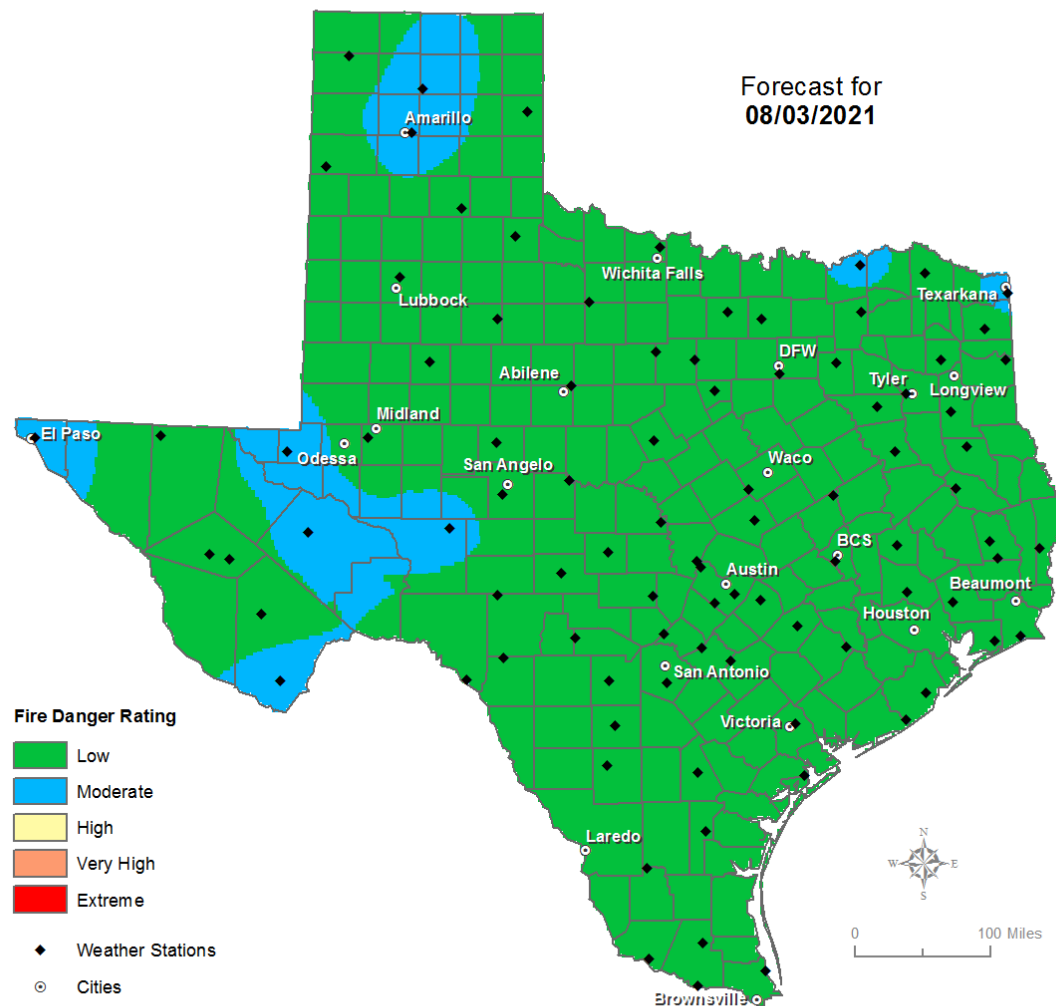 Forecast for
08/03/2021
Amarillo
Wichita Falls
Lubbock
Texarkana
DFW
Abilene
Tyler
Longview
Midland
El Paso
Odessa
San Angelo
Waco
BCS
Austin
Beaumont
Houston
San Antonio
Victoria
Laredo
Brownsville
Fire Danger Rating
Low
Moderate
High
Very High
Extreme
Weather Stations
Cities
N
W E
S
0 100 Miles